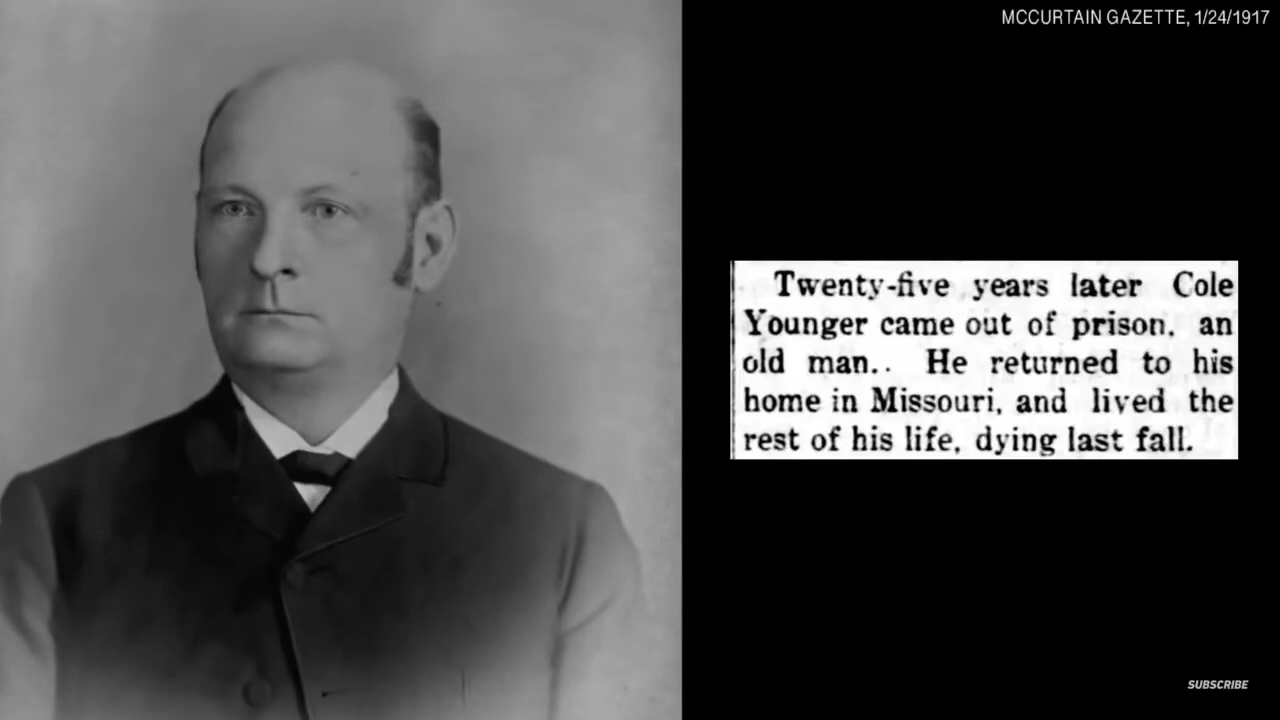 MCCURTAIN GAZETTE, 1/24/1917
Twenty-five years later Cole
Younger came out of prison. an
old man.. He returned to his
home in Missouri, and lived the
rest of his life, dying last fall.
SUBSCRIBE